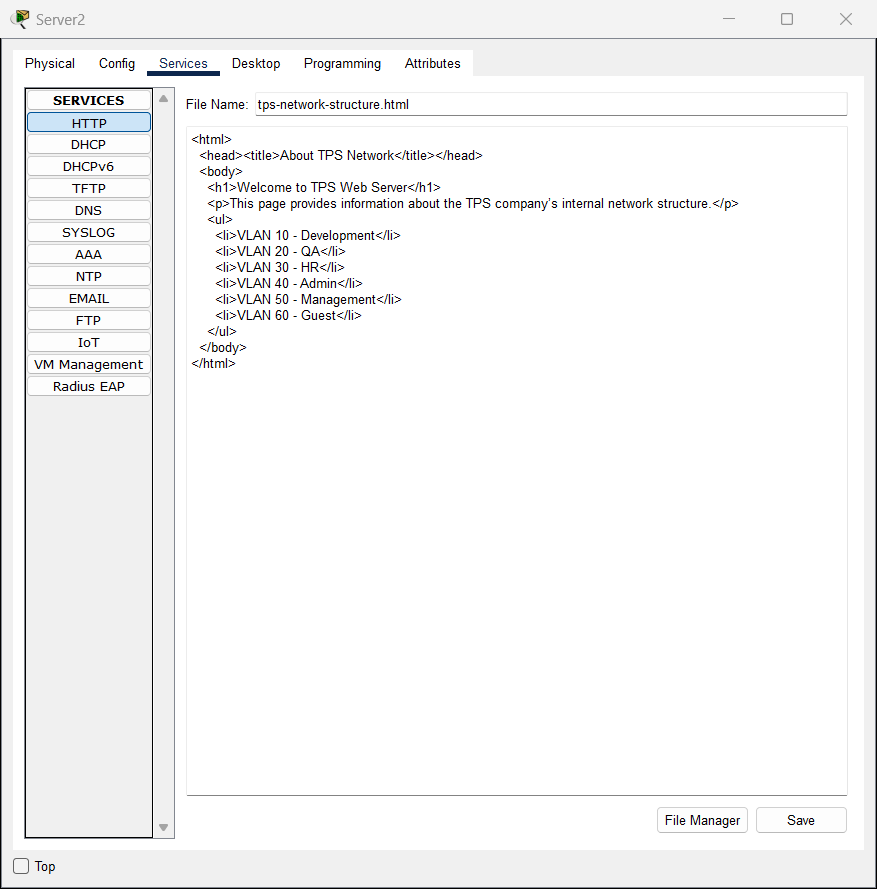 Server2
Physical Config Services Desktop Programming Attributes
SERVICES
HTTP
DHCP
DHCPv6
TFTP
DNS
SYSLOG
AAA
NTP
EMAIL
FTP
IoT
VM Management
Radius EAP
File Name: tps-network-structure.html
<html>
<head><title>About TPS Network</title></head>
<body>
<h1>Welcome to TPS Web Server</h1>
<p>This page provides information about the TPS company’s internal network structure.</p>
<ul>
<li>VLAN 10 - Development</li>
<li>VLAN 20 - QA</li>
<li>VLAN 30 - HR</li>
<li>VLAN 40 - Admin</li>
<li>VLAN 50 - Management</li>
<li>VLAN 60 - Guest</li>
</ul>
</body>
</html>
File Manager Save
Top